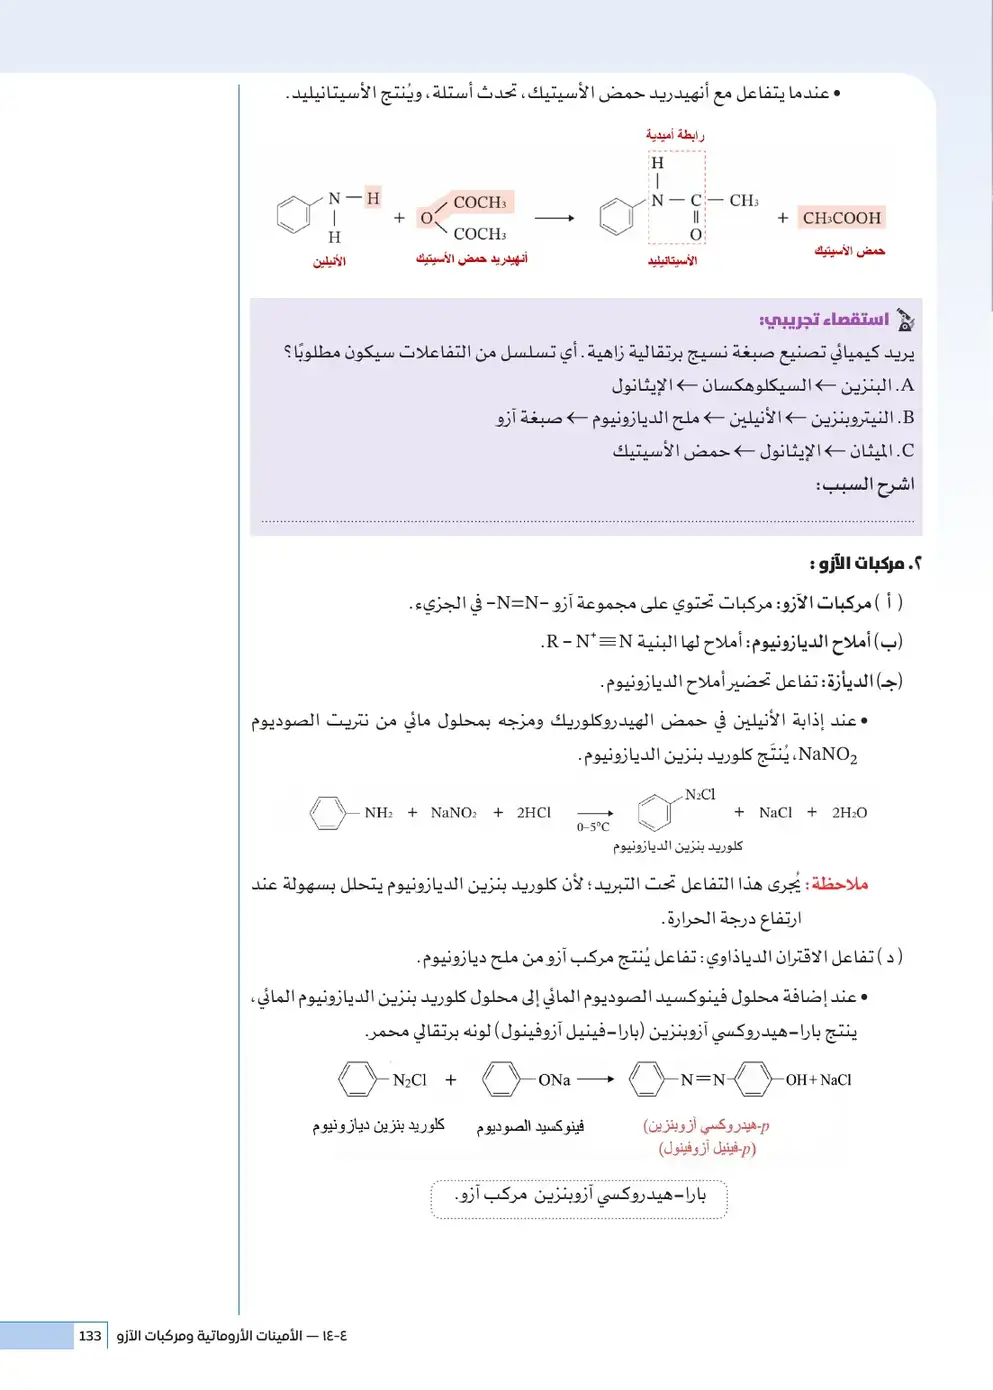 • عندما يتفاعل مع أنهيدريد حمض الأسيتيك، تحدث أستلة، ويُنتج الأسيتانيليد.
رابطة أميدية
H
N — H
H
+
O
COCH3
COCH3
N — C — CH3
O
+
CH3COOH
الأنيلين
أنهيدريد حمض الأسيتيك
الأسيتانيليد
حمض الأسيتيك
استقصاء تجريبي:
يريد كيميائي تصنيع صبغة نسيج برتقالية زاهية. أي تسلسل من التفاعلات سيكون مطلوبًا؟
A. البنزين ← السيكلوهكسان ← الإيثانول
B. النيتروبنزين ← الأنيلين ← ملح الديازونيوم ← صبغة آزو
C. الميثان ← الإيثانول ← حمض الأسيتيك
اشرح السبب:
٢. مركبات الآزو :
( أ ) مركبات الآزو: مركبات تحتوي على مجموعة آزو -N=N- في الجزيء.
(ب) أملاح الديازونيوم: أملاح لها البنية R – N⁺≡N.
(جـ) الديأزة: تفاعل تحضير أملاح الديازونيوم.
• عند إذابة الأنيلين في حمض الهيدروكلوريك ومزجه بمحلول مائي من نتريت الصوديوم
NaNO₂، يُنتَج كلوريد بنزين الديازونيوم.
NH2 + NaNO2 + 2HCl ⟶ N2Cl + NaCl + 2H2O
0–5°C
كلوريد بنزين الديازونيوم
ملاحظة: يُجرى هذا التفاعل تحت التبريد؛ لأن كلوريد بنزين الديازونيوم يتحلل بسهولة عند
ارتفاع درجة الحرارة.
( د ) تفاعل الاقتران الدياذاوي: تفاعل يُنتج مركب آزو من ملح ديازونيوم.
• عند إضافة محلول فينوكسيد الصوديوم المائي إلى محلول كلوريد بنزين الديازونيوم المائي،
ينتج بارا-هيدروكسي آزوبنزين (بارا-فينيل آزوفينول) لونه برتقالي محمر.
N₂Cl + ONa ⟶ N=N OH + NaCl
كلوريد بنزين ديازونيوم
فينوكسيد الصوديوم
p-هيدروكسي آزوبنزين)
(p-فينيل آزوفينول)
بارا-هيدروكسي آزوبنزين مركب آزو.
٤-١٤ — الأمينات الأروماتية ومركبات الآزو
133